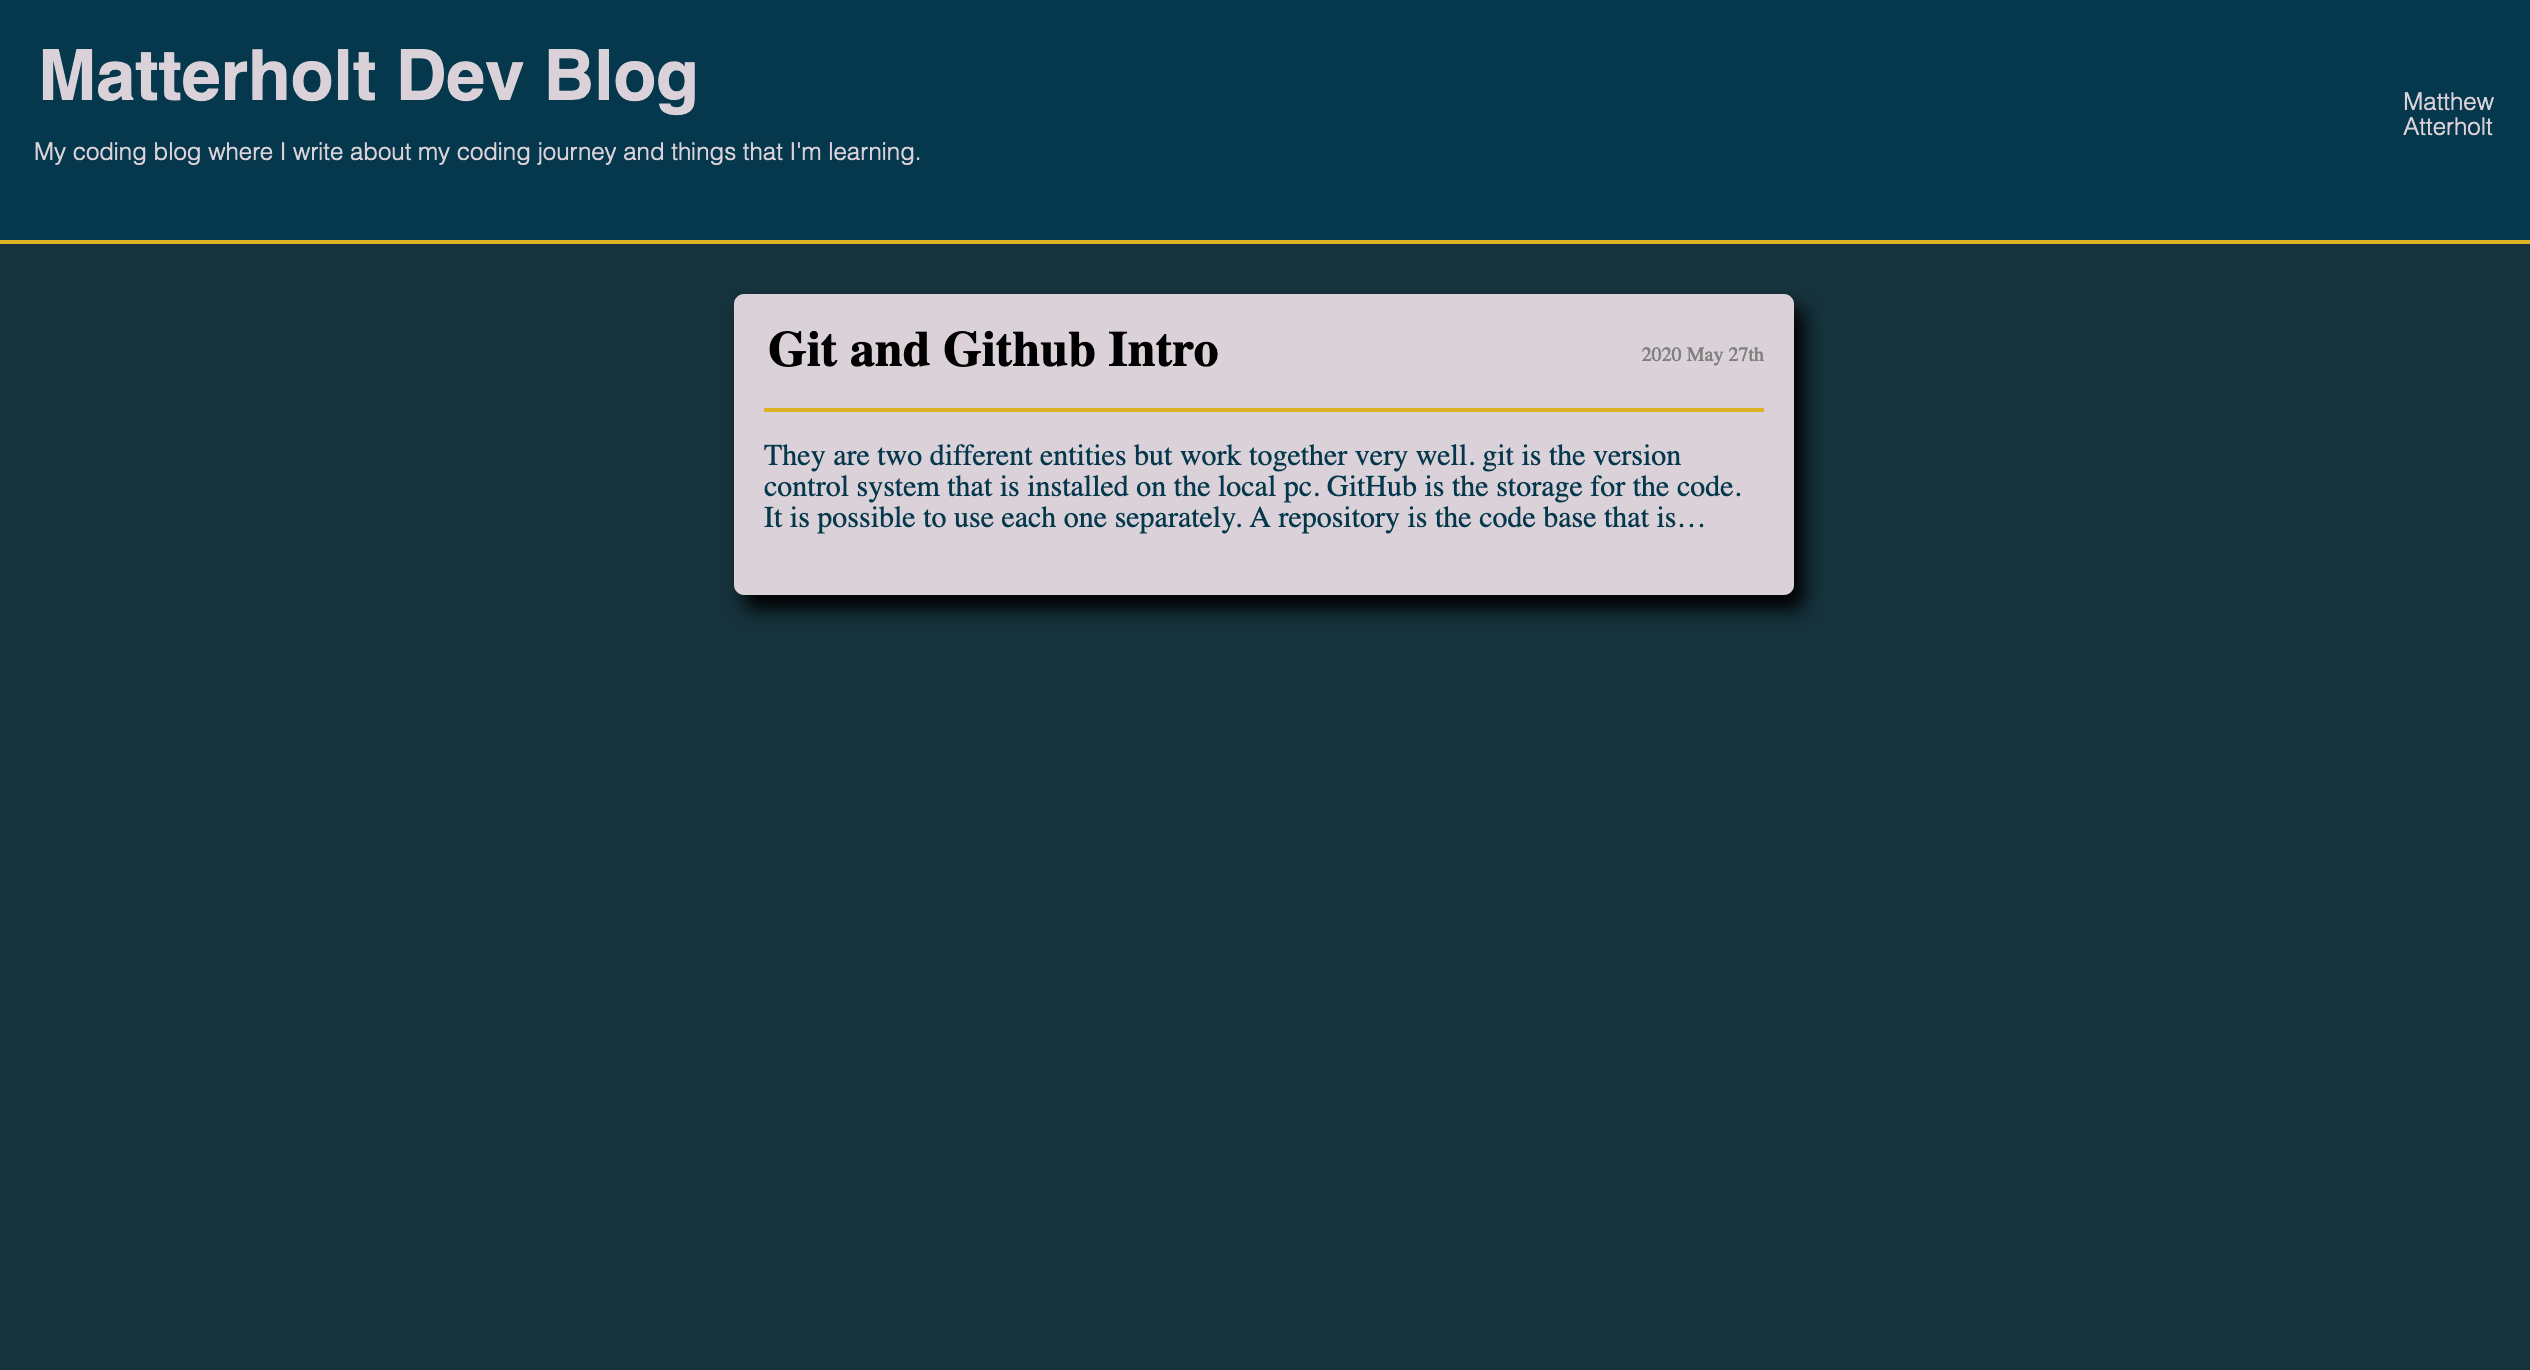 Matterholt Dev Blog
My coding blog where I write about my coding journey and things that I'm learning.
Matthew
Atterholt
Git and Github Intro
2020 May 27th
They are two different entities but work together very well. git is the version
control system that is installed on the local pc. GitHub is the storage for the code.
It is possible to use each one separately. A repository is the code base that is…